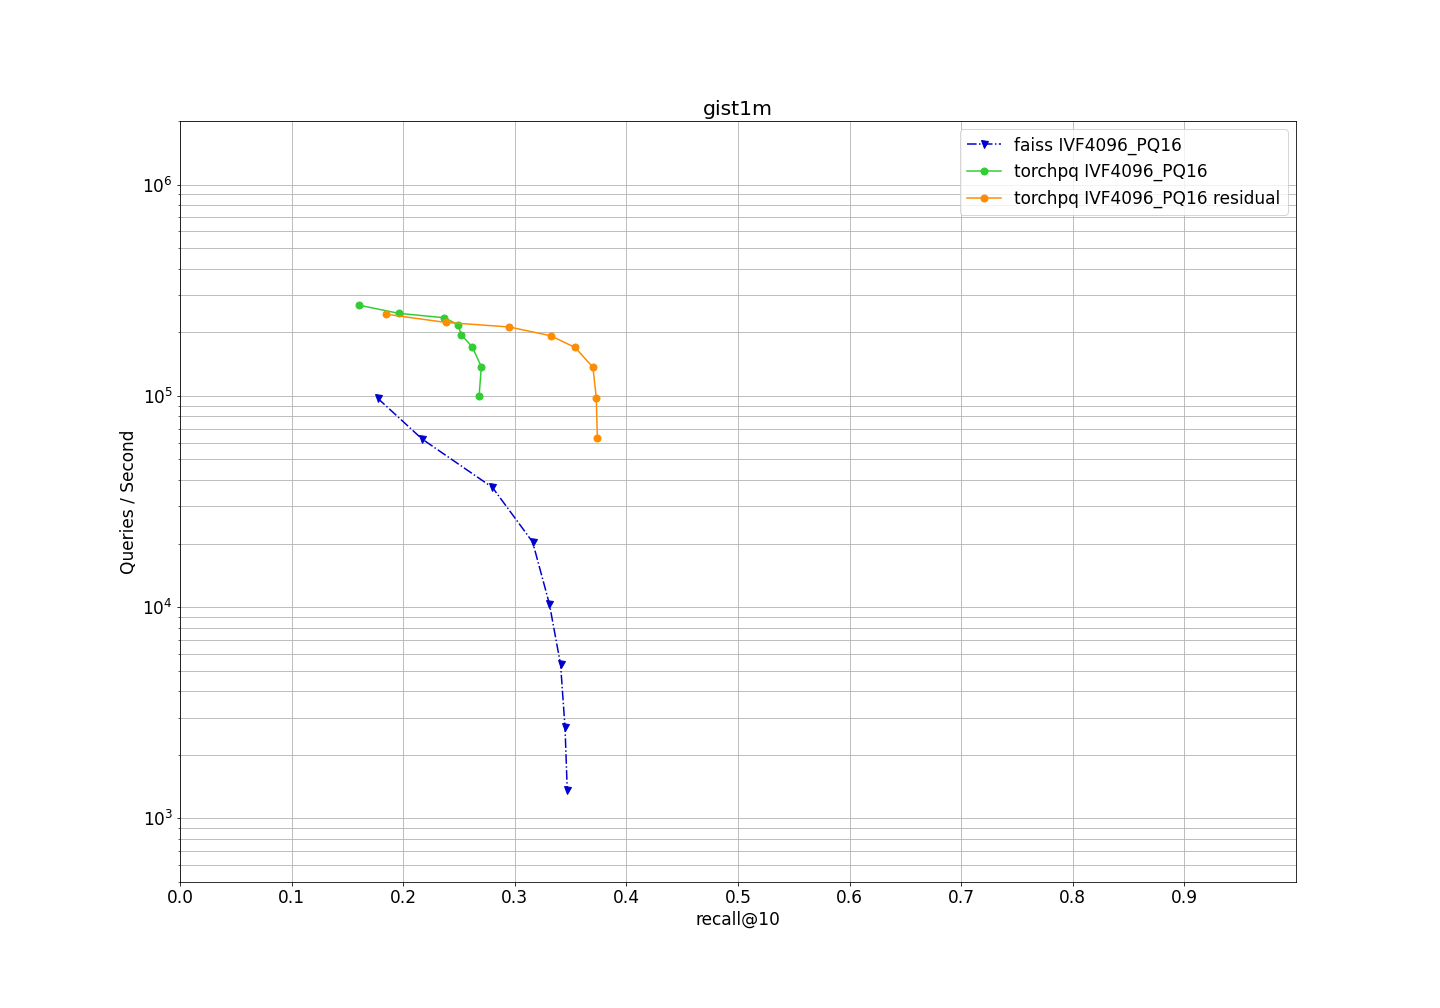 gist1m
faiss IVF4096_PQ16
torchpq IVF4096_PQ16
torchpq IVF4096_PQ16 residual
Queries / Second
10^6
10^5
10^4
10^3
0.0 0.1 0.2 0.3 0.4 0.5 0.6 0.7 0.8 0.9
recall@10